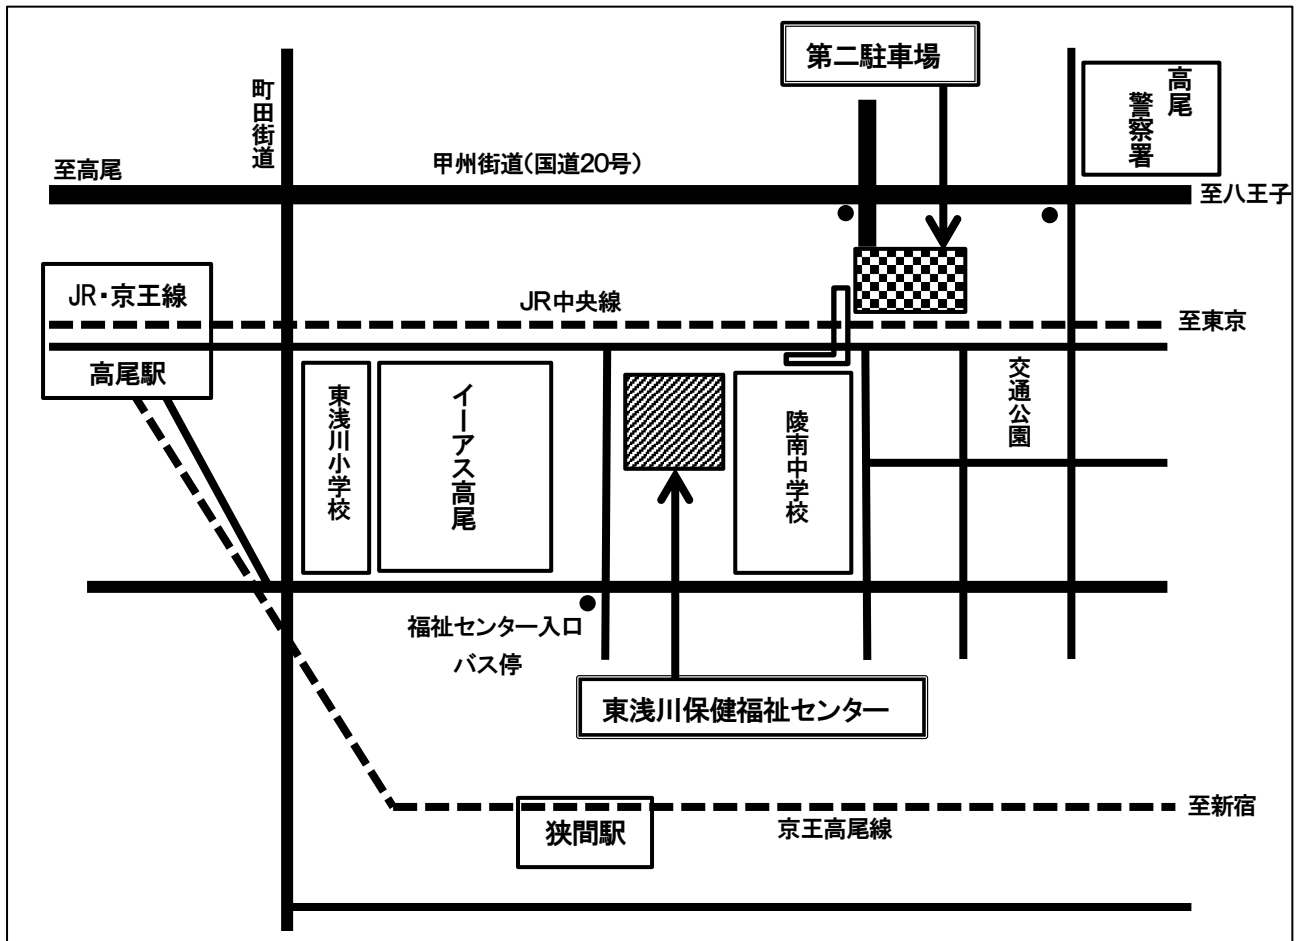 第二駐車場
高尾
警察署
町田街道
至高尾
甲州街道(国道20号)
至八王子
JR・京王線
高尾駅
JR中央線
至東京
東浅川小学校
イーアス高尾
陵南中学校
交通公園
福祉センター入口
バス停
東浅川保健福祉センター
狭間駅
京王高尾線
至新宿